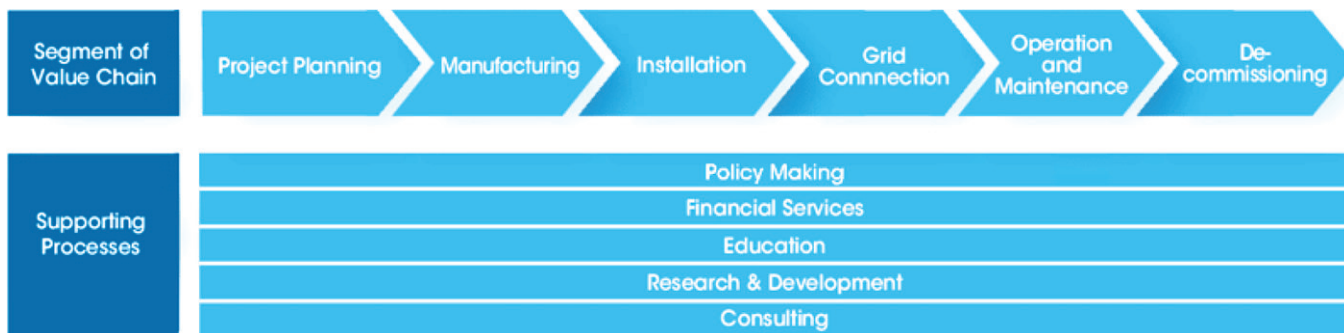 Segment of
Value Chain
Project Planning
Manufacturing
Installation
Grid
Connnection
Operation
and
Maintenance
De-
commissioning
Supporting
Processes
Policy Making
Financial Services
Education
Research & Development
Consulting